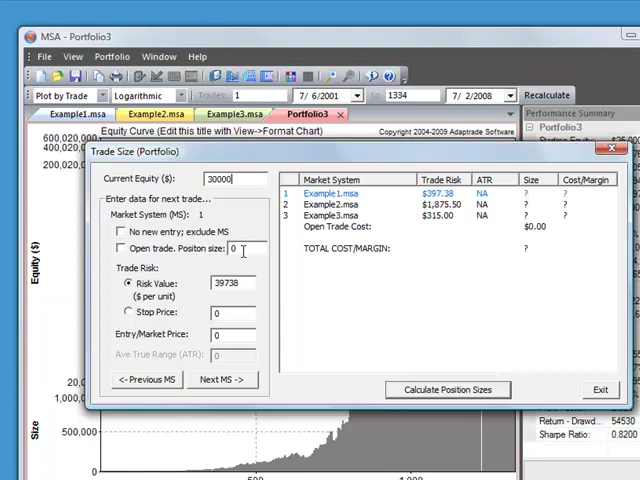 MSA - Portfolio3
File View Portfolio Window Help
Plot by Trade Logarithmic Trades: 1 7/ 6/2001 to 1334 7/ 2/2008 Recalculate
Example1.msa Example2.msa Example3.msa Portfolio3 Performance Summary
600,020,000 Equity Curve (Edit this title with View->Format Chart) Copyright 2004-2009 Adaptrade Software
Portfolio3
400,020,000
Trade Size (Portfolio)
200,020,000
Current Equity ($): 30000
Market System Trade Risk ATR Size Cost/Margin
1 Example1.msa $397.38 NA ? ?
2 Example2.msa $1,875.50 NA ? ?
3 Example3.msa $315.00 NA ? ?
Open Trade Cost: $0.00
TOTAL COST/MARGIN: ?
Enter data for next trade...
Market System (MS): 1
No new entry; exclude MS
Open trade. Positon size: 0
Trade Risk:
Risk Value: 39738
($ per unit)
Stop Price: 0
Entry/Market Price: 0
Ave True Range (ATR): 0
<- Previous MS Next MS -> Calculate Position Sizes Exit
Equity ($)
1,000,
Size
500,000
0
500 1,000
Return - Drawd... 54530
Sharpe Ratio: 0.8200